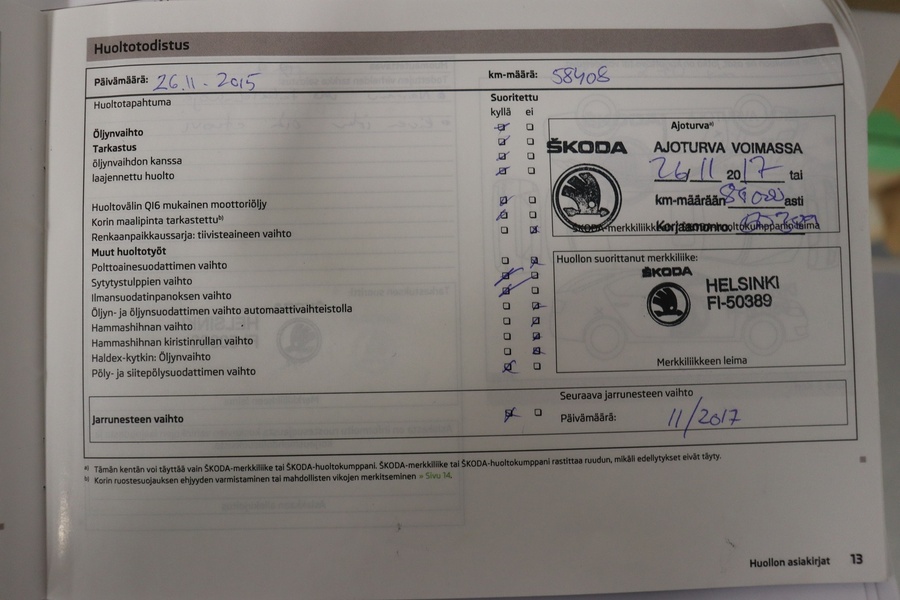 Huoltotodistus
Päivämäärä: 26.11.2015 km-määrä: 58408
Huoltotapahtuma Suoritettu
kyllä ei
Öljynvaihto
Tarkastus
öljynvaihdon kanssa
laajennettu huolto
Huoltovälin QI6 mukainen moottoriöljy
Korin maalipinta tarkastettu b)
Renkaanpaikkaussarja: tiivisteaineen vaihto
Muut huoltotyöt
Polttoainesuodattimen vaihto
Sytytystulppien vaihto
Ilmansuodatinpanoksen vaihto
Öljyn- ja öljynsuodattimen vaihto automaattivaihteistolla
Hammashihnan vaihto
Hammashihnan kiristinrullan vaihto
Haldex-kytkin: Öljynvaihto
Pöly- ja siitepölysuodattimen vaihto
Ajoturva a)
ŠKODA AJOTURVA VOIMASSA
26/11 2017 tai
km-määrään asti
Korjaamonro.
Huollon suorittanut merkkiliike:
ŠKODA
HELSINKI
FI-50389
Merkkiliikkeen leima
Jarrunesteen vaihto
Seuraava jarrunesteen vaihto
Päivämäärä: 11/2017
a) Tämän kentän voi täyttää vain ŠKODA-merkkiliike tai ŠKODA-huoltokumppani. ŠKODA-merkkiliike tai ŠKODA-huoltokumppani rastittaa ruudun, mikäli edellytykset eivät täyty.
b) Korin ruostesuojauksen ehjyyden varmistaminen tai mahdollisten vikojen merkitseminen » Sivu 14.
Huollon asiakirjat 13